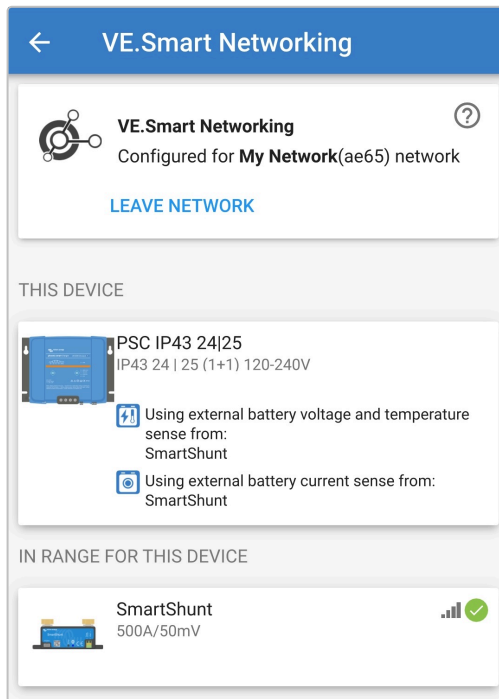 VE.Smart Networking
VE.Smart Networking
Configured for My Network(ae65) network
LEAVE NETWORK
THIS DEVICE
PSC IP43 24|25
IP43 24 | 25 (1+1) 120-240V
Using external battery voltage and temperature
sense from:
SmartShunt
Using external battery current sense from:
SmartShunt
IN RANGE FOR THIS DEVICE
SmartShunt
500A/50mV